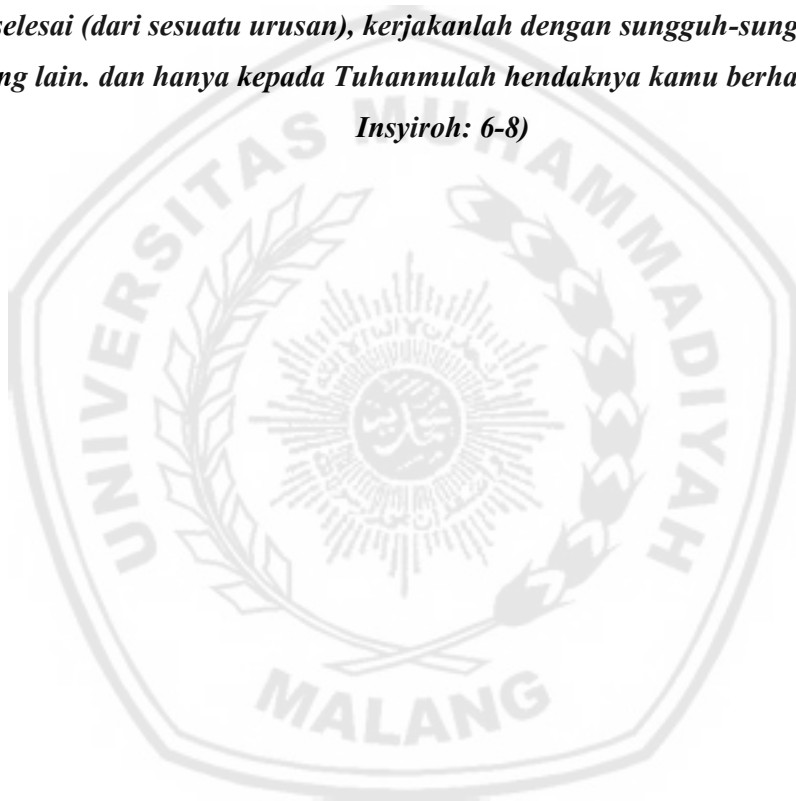 selesai (dari sesuatu urusan), kerjakanlah dengan sungguh-sung
ng lain. dan hanya kepada Tuhanmulah hendaknya kamu berha
Insyiroh: 6-8)
UNIVERSITAS MUHAMMADIYAH
MALANG